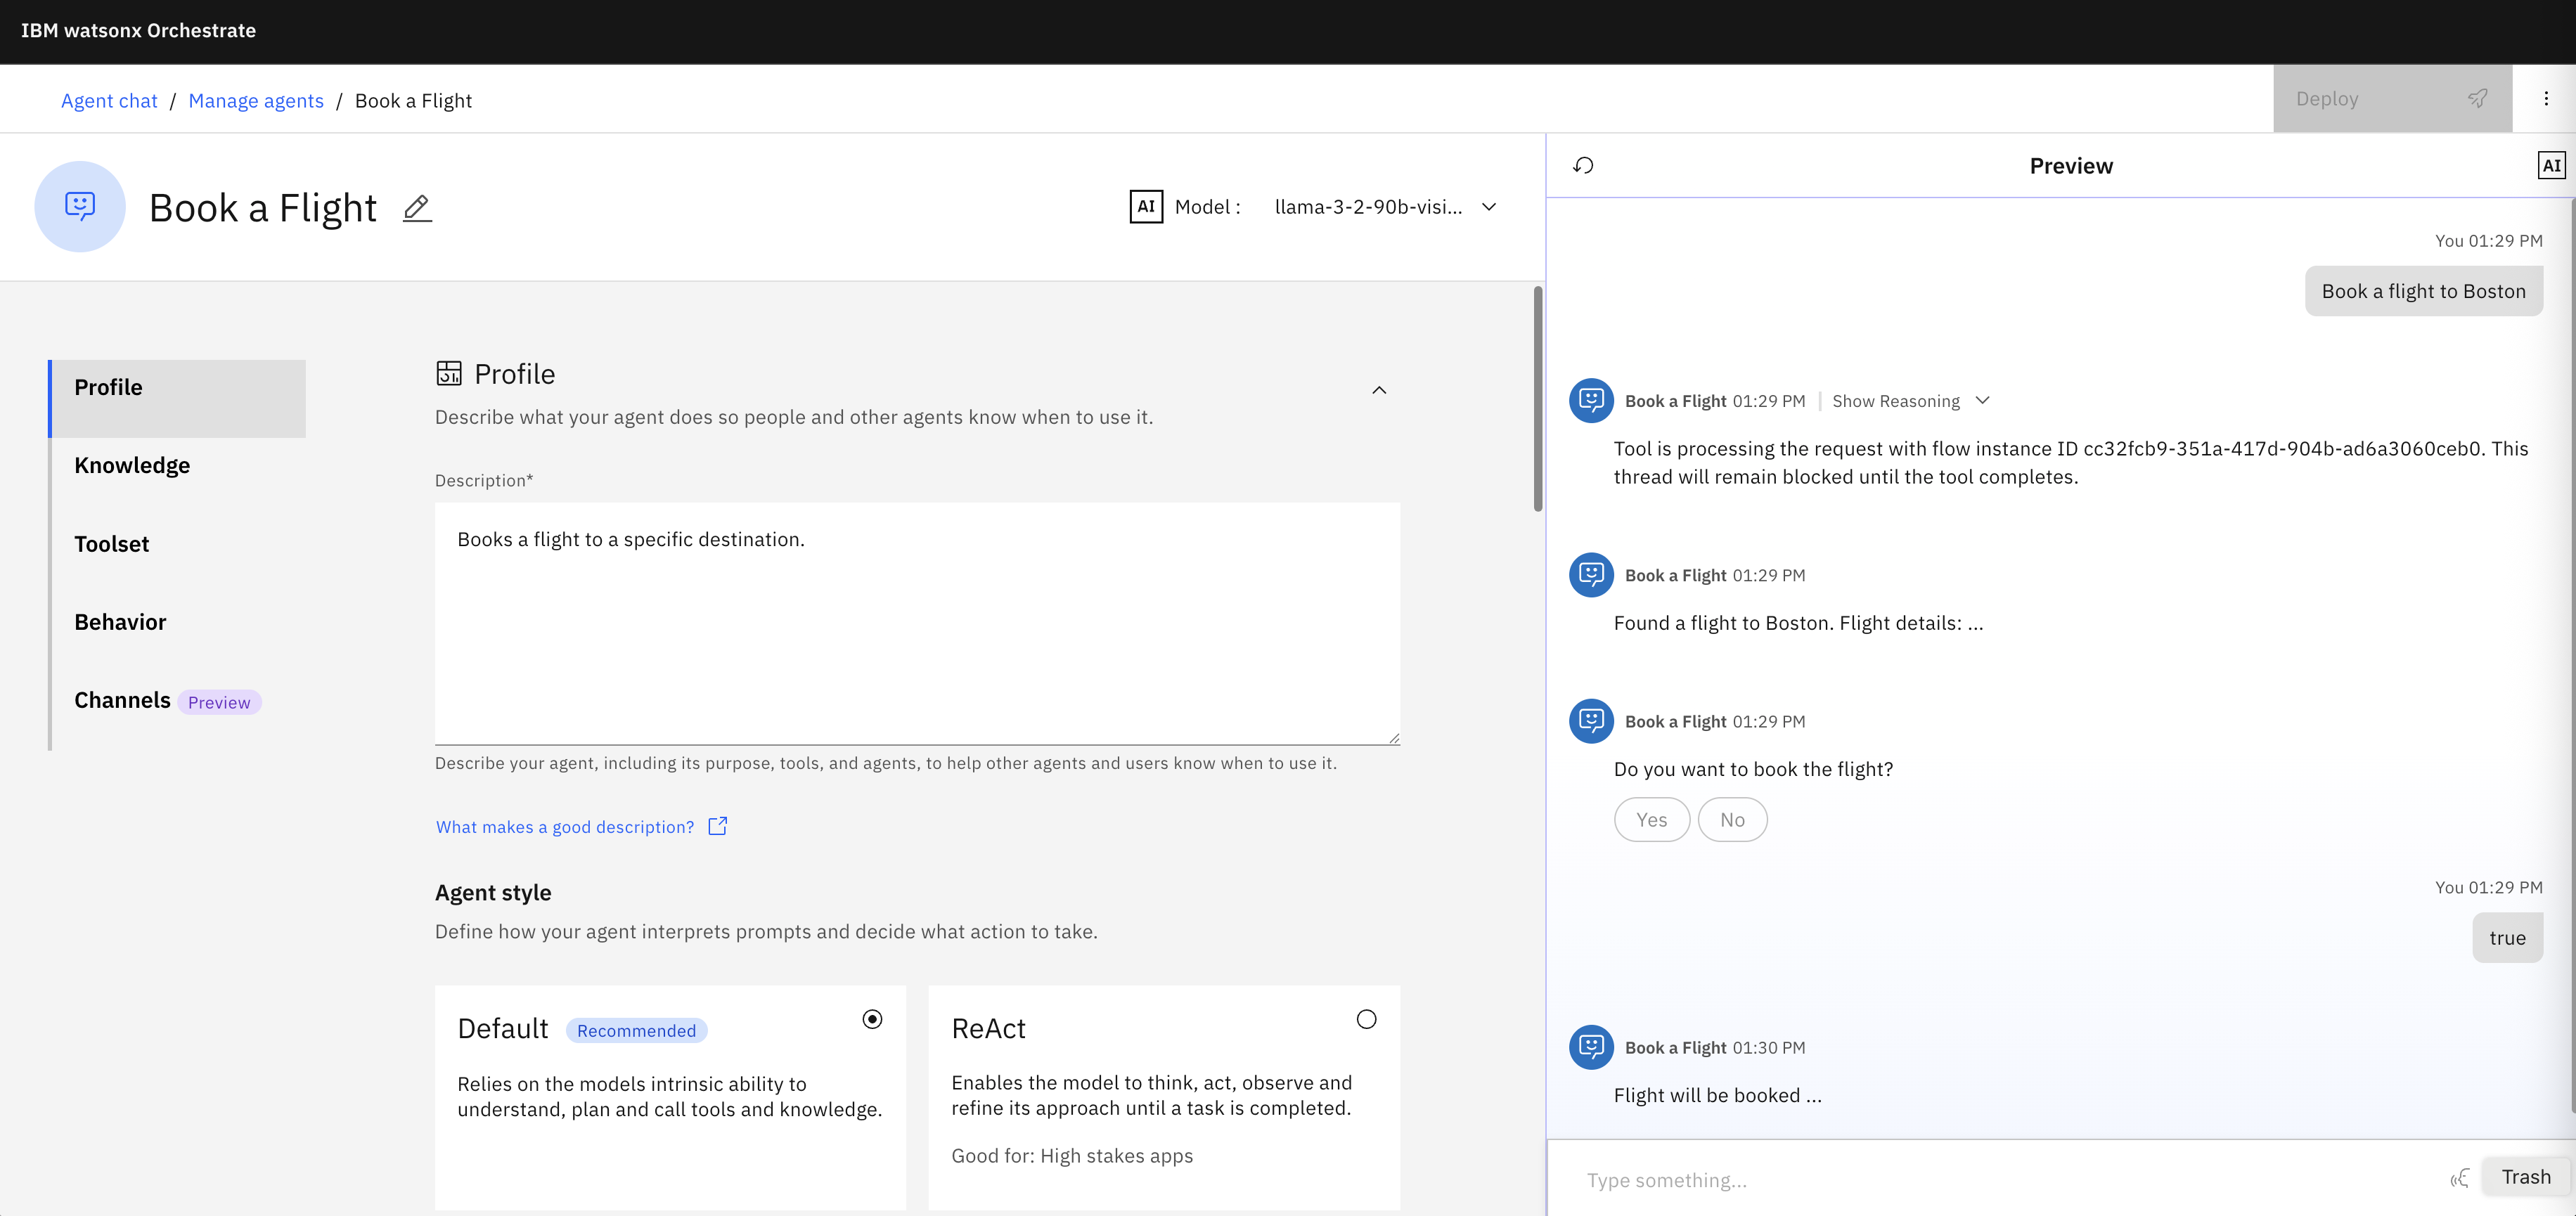 IBM watsonx Orchestrate
Agent chat / Manage agents / Book a Flight
Deploy
Book a Flight
AI Model : llama-3-2-90b-visi...
Profile
Knowledge
Toolset
Behavior
Channels Preview
Profile
Describe what your agent does so people and other agents know when to use it.
Description*
Books a flight to a specific destination.
Describe your agent, including its purpose, tools, and agents, to help other agents and users know when to use it.
What makes a good description?
Agent style
Define how your agent interprets prompts and decide what action to take.
Default Recommended
Relies on the models intrinsic ability to
understand, plan and call tools and knowledge.
ReAct
Enables the model to think, act, observe and
refine its approach until a task is completed.
Good for: High stakes apps
Preview
AI
You 01:29 PM
Book a flight to Boston
Book a Flight 01:29 PM | Show Reasoning
Tool is processing the request with flow instance ID cc32fcb9-351a-417d-904b-ad6a3060ceb0. This
thread will remain blocked until the tool completes.
Book a Flight 01:29 PM
Found a flight to Boston. Flight details: ...
Book a Flight 01:29 PM
Do you want to book the flight?
Yes No
You 01:29 PM
true
Book a Flight 01:30 PM
Flight will be booked ...
Type something...
Trash